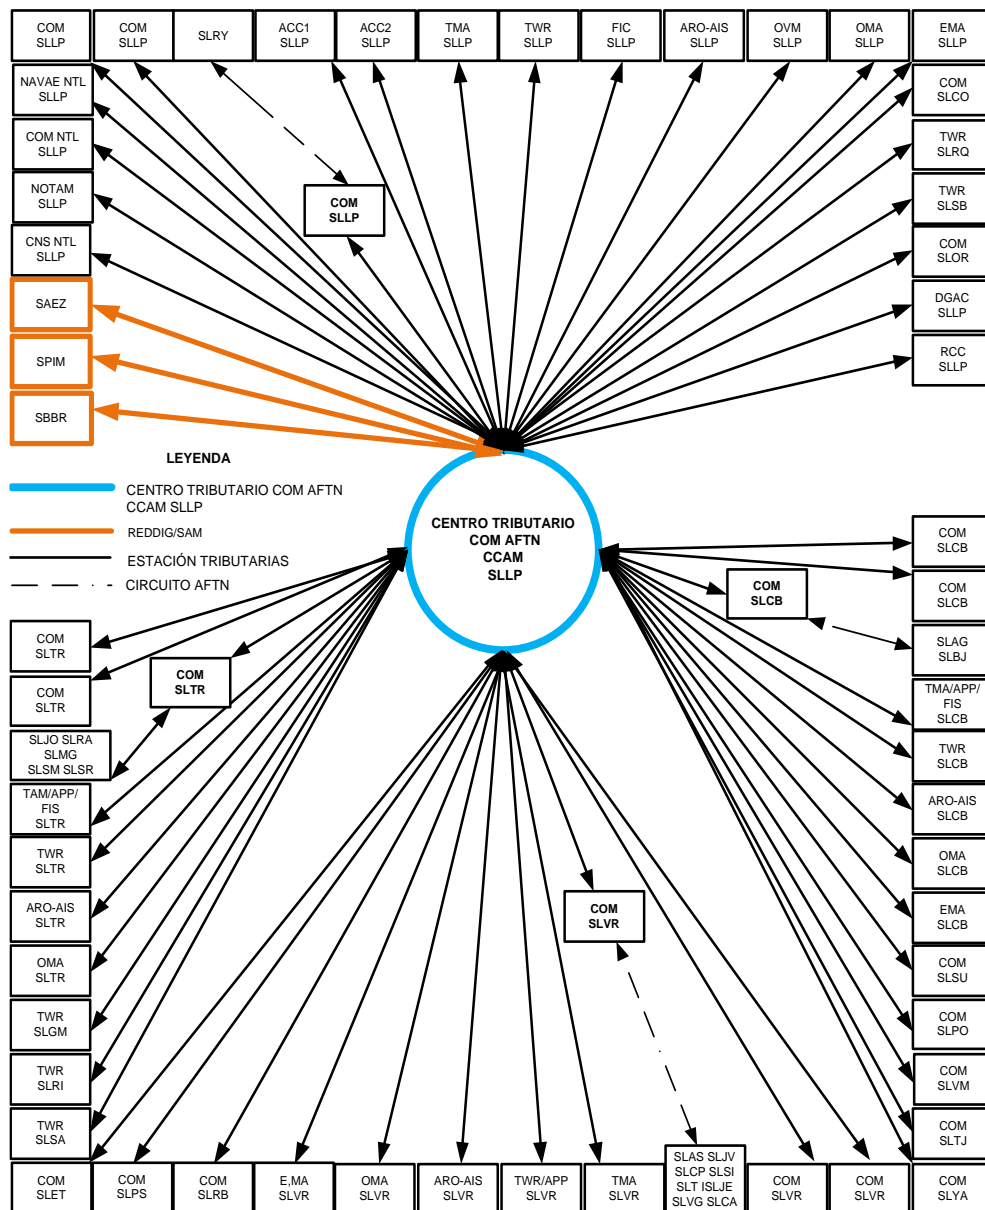 COM
SLLP
COM
SLLP
SLRY
ACC1
SLLP
ACC2
SLLP
TMA
SLLP
TWR
SLLP
FIC
SLLP
ARO-AIS
SLLP
OVM
SLLP
OMA
SLLP
EMA
SLLP
NAVAE NTL
SLLP
COM NTL
SLLP
NOTAM
SLLP
CNS NTL
SLLP
SAEZ
SPIM
SBBR
COM
SLLP
COM
SLCO
TWR
SLRQ
TWR
SLSB
COM
SLOR
DGAC
SLLP
RCC
SLLP
LEYENDA
CENTRO TRIBUTARIO COM AFTN
CCAM SLLP
REDDIG/SAM
ESTACIÓN TRIBUTARIAS
CIRCUITO AFTN
CENTRO TRIBUTARIO
COM AFTN
CCAM
SLLP
COM
SLTR
COM
SLTR
COM
SLTR
SLJO SLRA
SLMG
SLSM SLSR
TAM/APP/
FIS
SLTR
TWR
SLTR
ARO-AIS
SLTR
OMA
SLTR
TWR
SLGM
TWR
SLRI
TWR
SLSA
COM
SLCB
COM
SLCB
COM
SLCB
SLAG
SLBJ
TMA/APP/
FIS
SLCB
TWR
SLCB
ARO-AIS
SLCB
OMA
SLCB
EMA
SLCB
COM
SLSU
COM
SLPO
COM
SLVM
COM
SLTJ
COM
SLVR
COM
SLET
COM
SLPS
COM
SLRB
E,MA
SLVR
OMA
SLVR
ARO-AIS
SLVR
TWR/APP
SLVR
TMA
SLVR
SLAS SLJV
SLCP SLSI
SLT ISLJE
SLVG SLCA
COM
SLVR
COM
SLVR
COM
SLYA